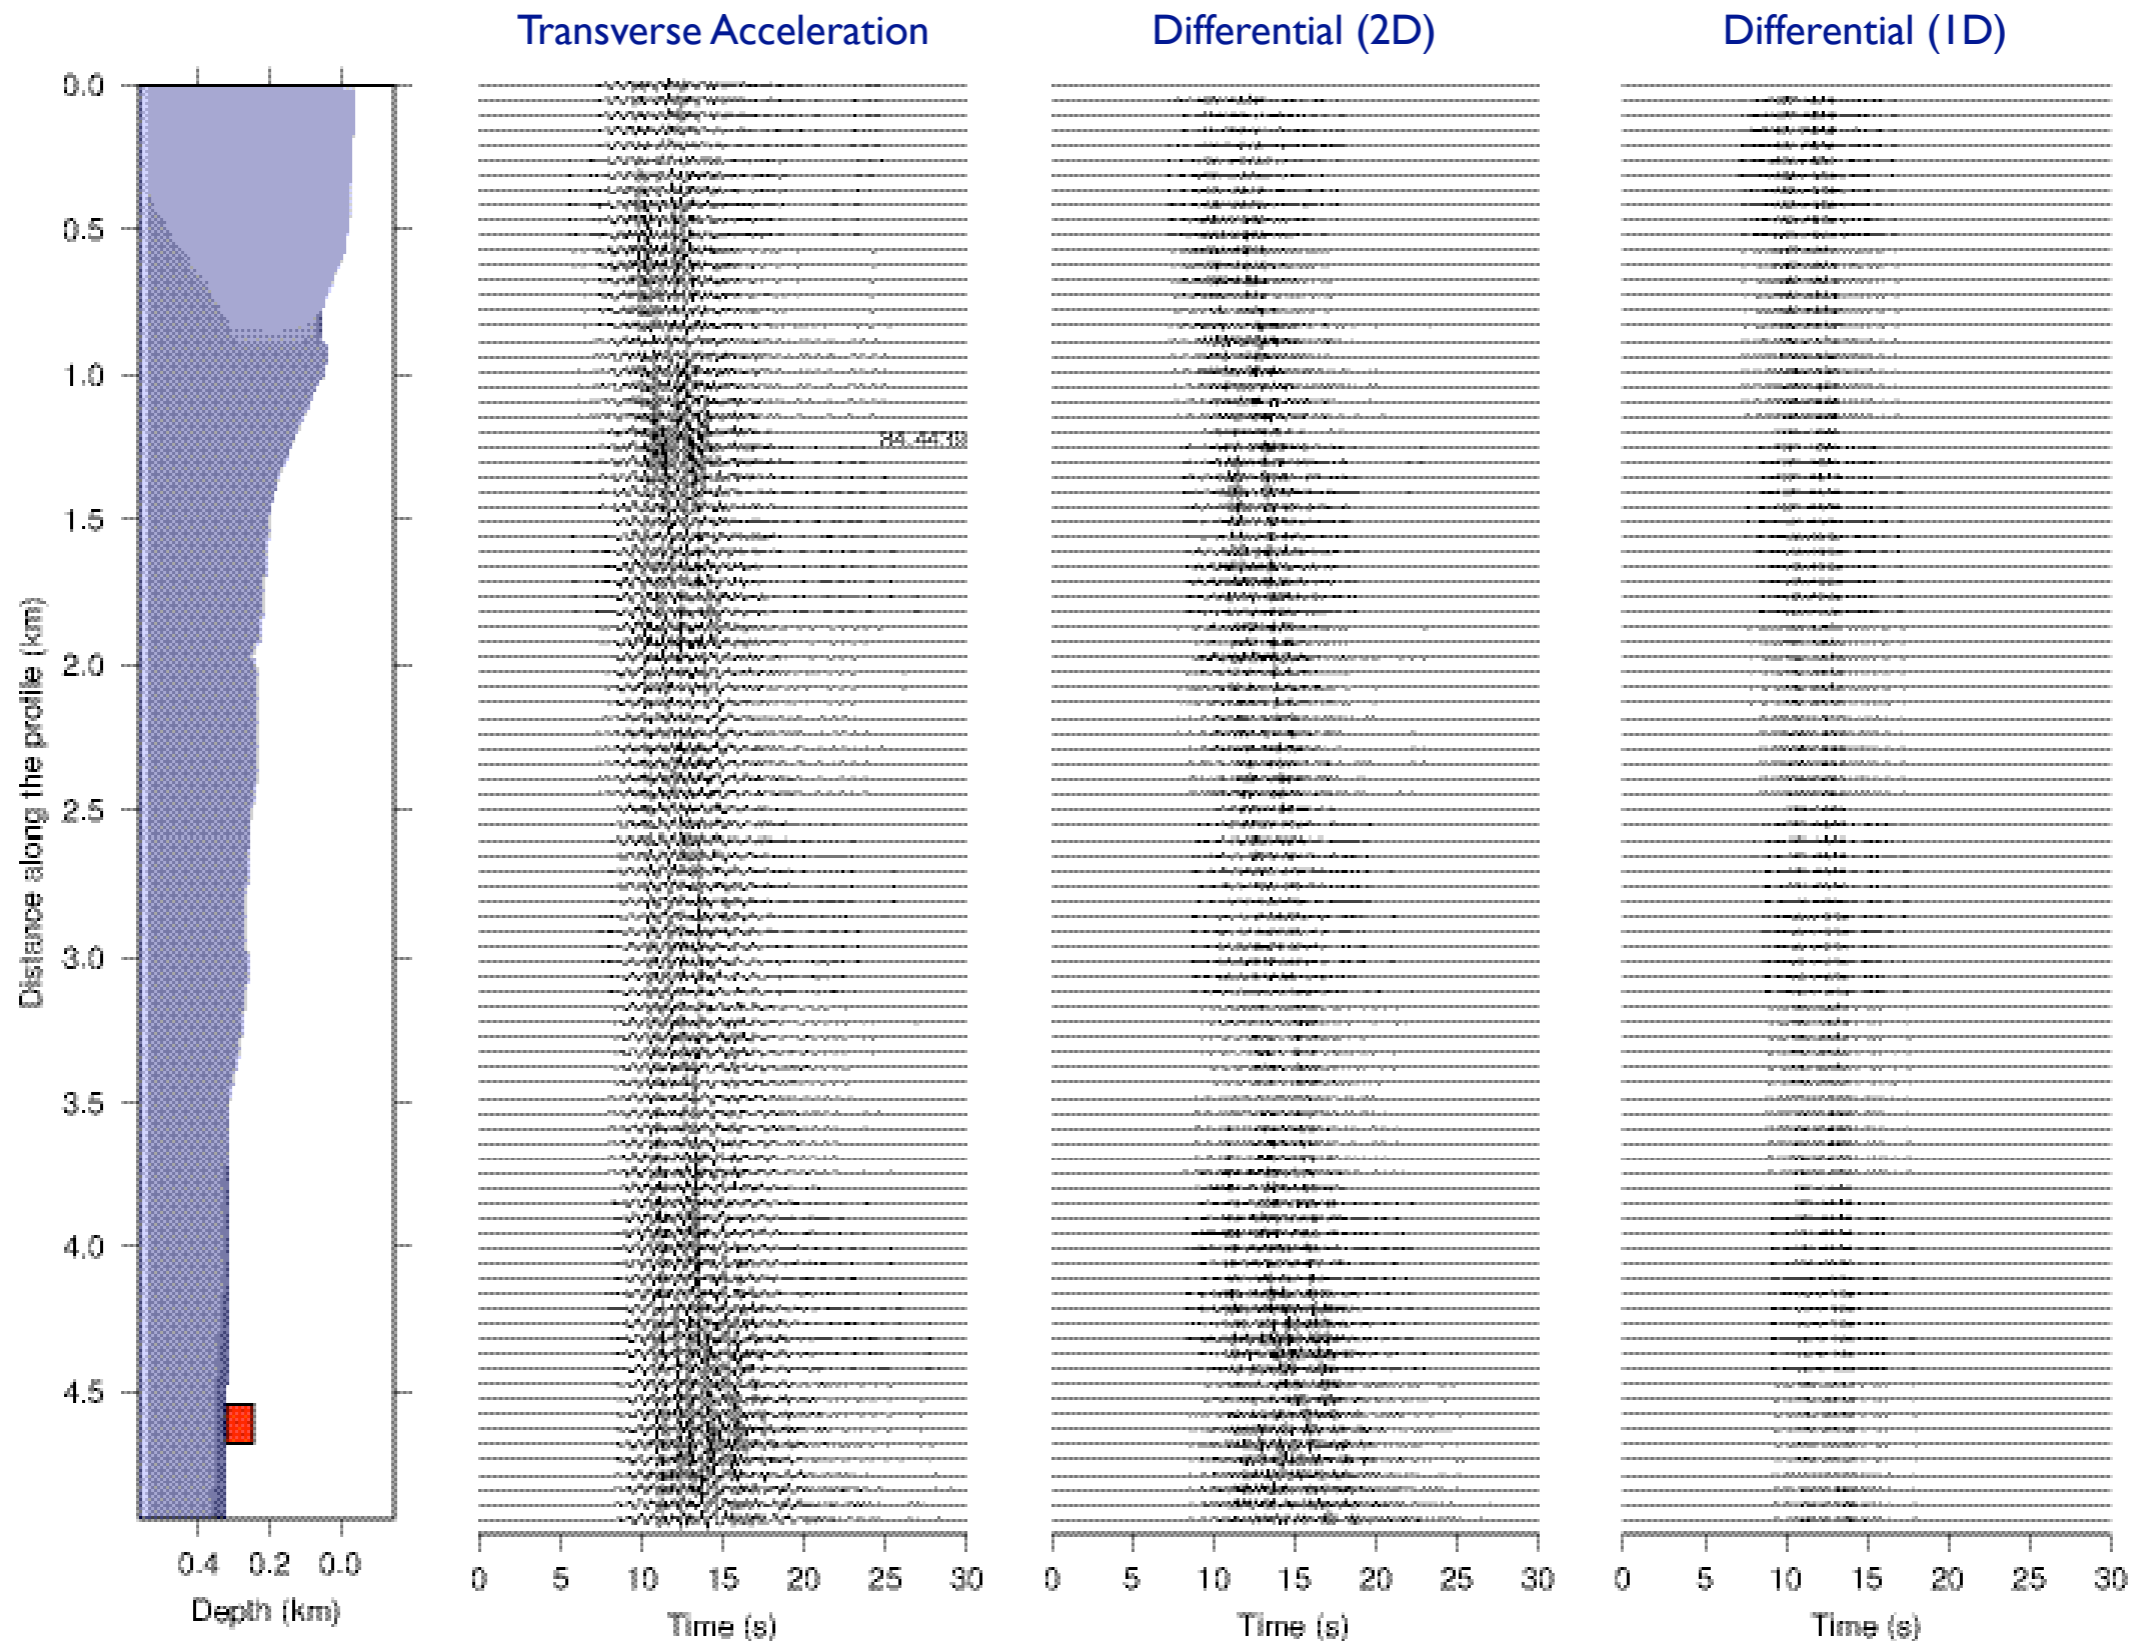 Transverse Acceleration
Differential (2D)
Differential (1D)
Distance along the profile (km)
0.0
0.5
1.0
1.5
2.0
2.5
3.0
3.5
4.0
4.5
0.4 0.2 0.0
Depth (km)
0 5 10 15 20 25 30
Time (s)
0 5 10 15 20 25 30
Time (s)
0 5 10 15 20 25 30
Time (s)